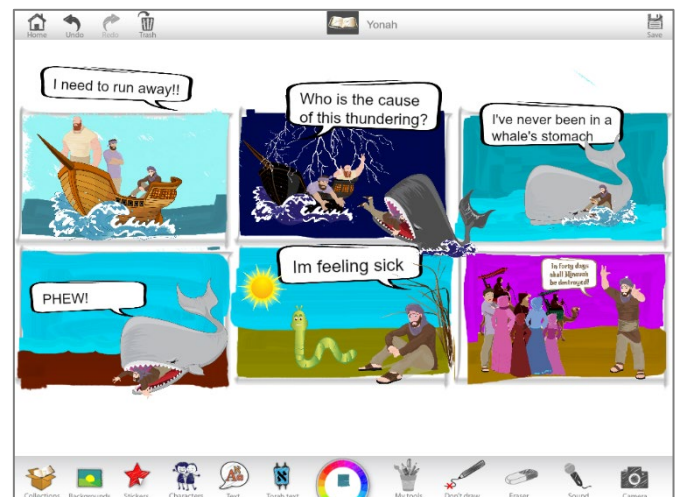 Home
Undo
Redo
Trash
Yonah
Save
I need to run away!!
Who is the cause
of this thundering?
I've never been in a
whale's stomach
PHEW!
Im feeling sick
In forty days
shall Nineveh
be destroyed!
Collections
Backgrounds
Stickers
Characters
Text
Torah text
My tools
Don't draw
Eraser
Sound
Camera